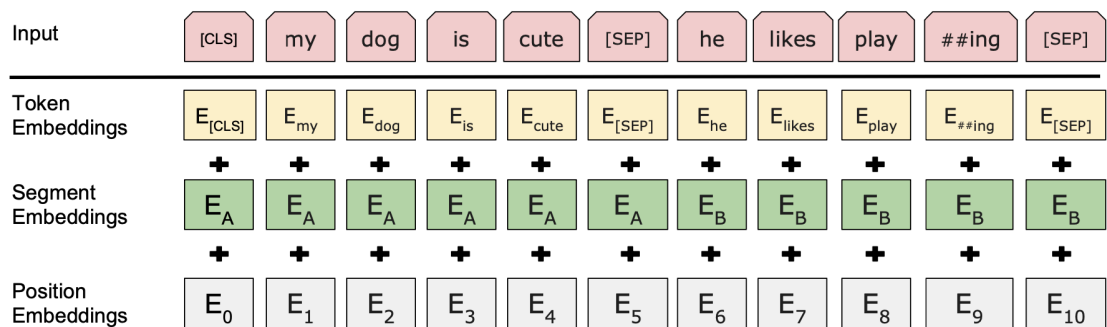 Input [CLS] my dog is cute [SEP] he likes play ##ing [SEP]
Token Embeddings E[CLS] Emy Edog Eis Ecute E[SEP] Ehe Elikes Eplay E##ing E[SEP]
+ + + + + + + + + + +
Segment Embeddings EA EA EA EA EA EA EB EB EB EB EB
+ + + + + + + + + + +
Position Embeddings E0 E1 E2 E3 E4 E5 E6 E7 E8 E9 E10